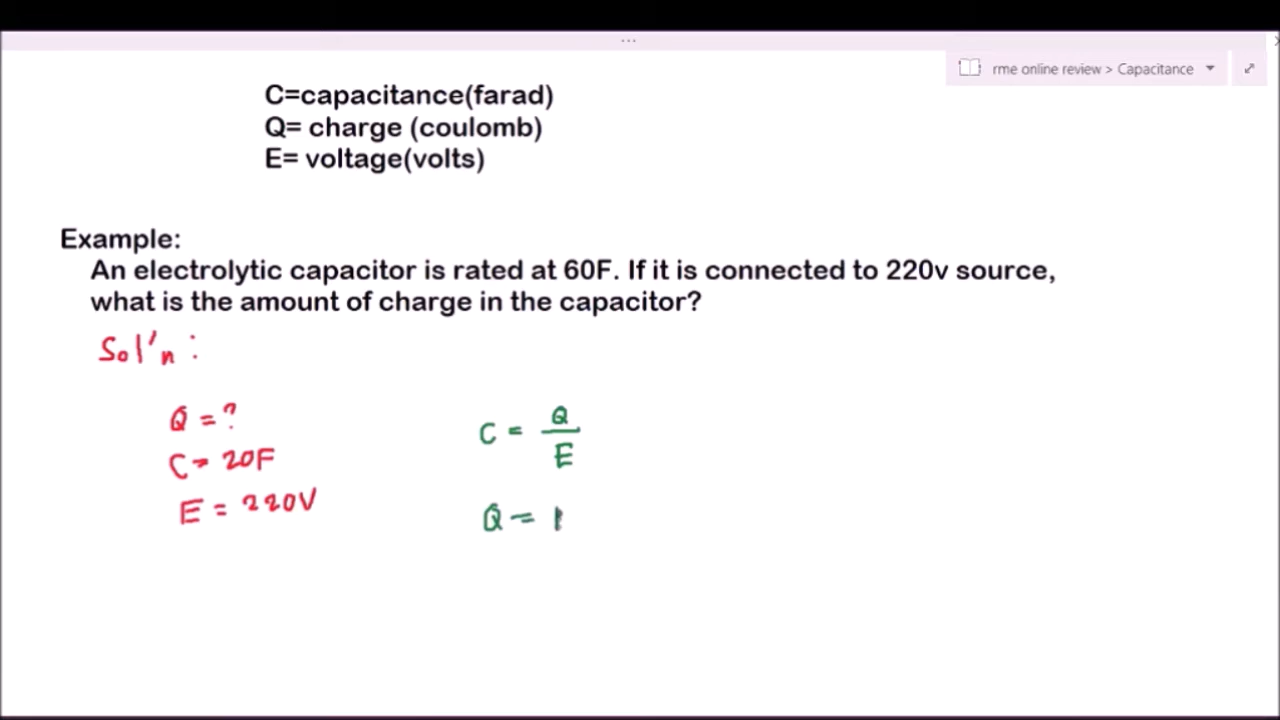 ...
rme online review > Capacitance
C=capacitance(farad)
Q= charge (coulomb)
E= voltage(volts)
Example:
An electrolytic capacitor is rated at 60F. If it is connected to 220v source,
what is the amount of charge in the capacitor?
Sol'n :
Q = ?
C = 20F
E = 220V
C = Q
E
Q =